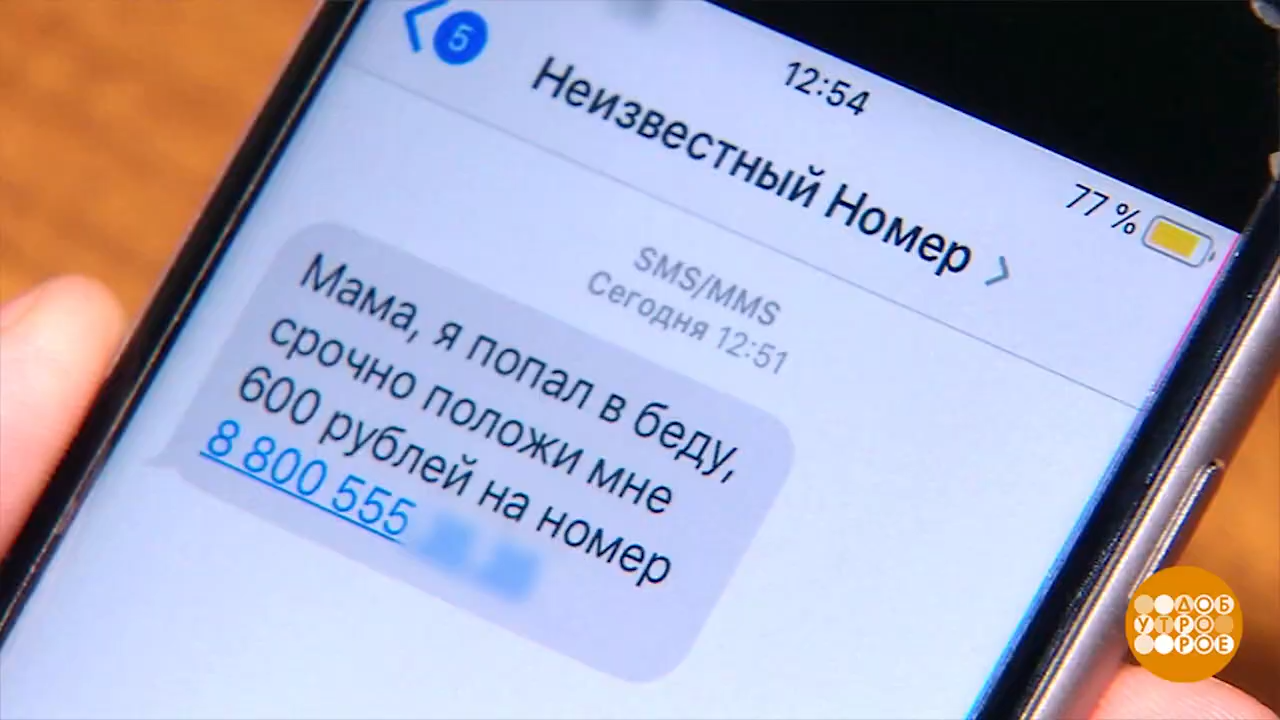 5
12:54
77 %
Неизвестный Номер
SMS/MMS
Сегодня 12:51
Мама, я попал в беду,
срочно положи мне
600 рублей на номер
8 800 555
ДОБ
УТРО
РОЕ